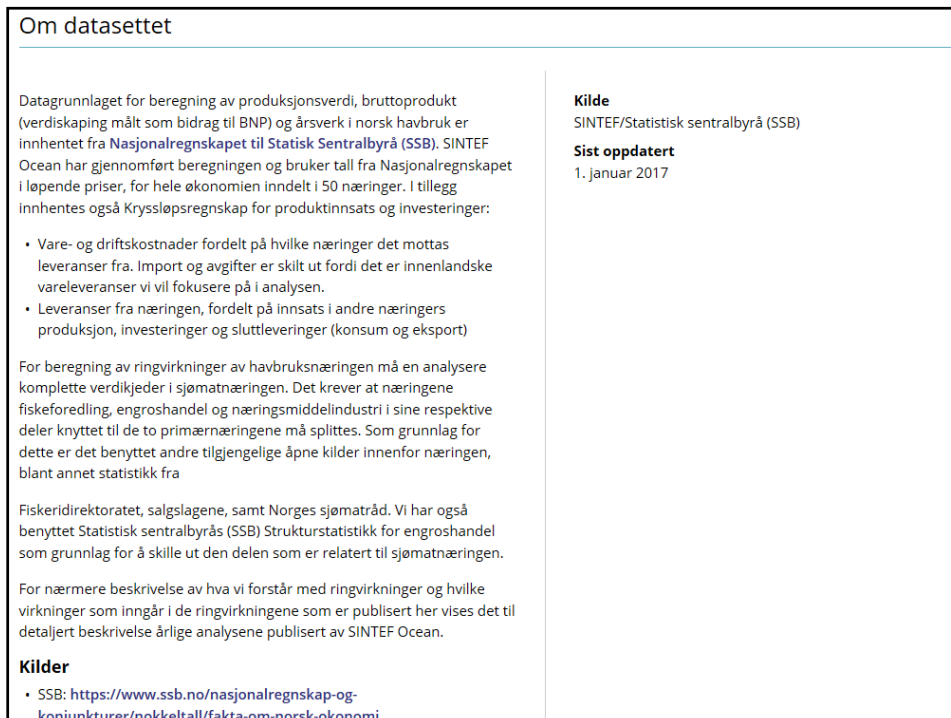 Om datasettet
Datagrunnlaget for beregning av produksjonsverdi, bruttoprodukt
(verdiskaping målt som bidrag til BNP) og årsverk i norsk havbruk er
innhentet fra Nasjonalregnskapet til Statisk Sentralbyrå (SSB). SINTEF
Ocean har gjennomført beregningen og bruker tall fra Nasjonalregnskapet
i løpende priser, for hele økonomien inndelt i 50 næringer. I tillegg
innhentes også Kryssløpsregnskap for produktinnsats og investeringer:
• Vare- og driftskostnader fordelt på hvilke næringer det mottas
leveranser fra. Import og avgifter er skilt ut fordi det er innenlandske
vareleveranser vi vil fokusere på i analysen.
• Leveranser fra næringen, fordelt på innsats i andre næringers
produksjon, investeringer og sluttleveringer (konsum og eksport)
For beregning av ringvirkninger av havbruksnæringen må en analysere
komplette verdikjeder i sjømatnæringen. Det krever at næringene
fiskeforedling, engroshandel og næringsmiddelindustri i sine respektive
deler knyttet til de to primærnæringene må splittes. Som grunnlag for
dette er det benyttet andre tilgjengelige åpne kilder innenfor næringen,
blant annet statistikk fra
Fiskeridirektoratet, salgslagene, samt Norges sjømatråd. Vi har også
benyttet Statistisk sentralbyrås (SSB) Strukturstatistikk for engroshandel
som grunnlag for å skille ut den delen som er relatert til sjømatnæringen.
For nærmere beskrivelse av hva vi forstår med ringvirkninger og hvilke
virkninger som inngår i de ringvirkningene som er publisert her vises det til
detaljert beskrivelse årlige analysene publisert av SINTEF Ocean.
Kilder
• SSB: https://www.ssb.no/nasjonalregnskap-og-
konjunkturer/nokkeltall/fakta-om-norsk-okonomi
Kilde
SINTEF/Statistisk sentralbyrå (SSB)
Sist oppdatert
1. januar 2017